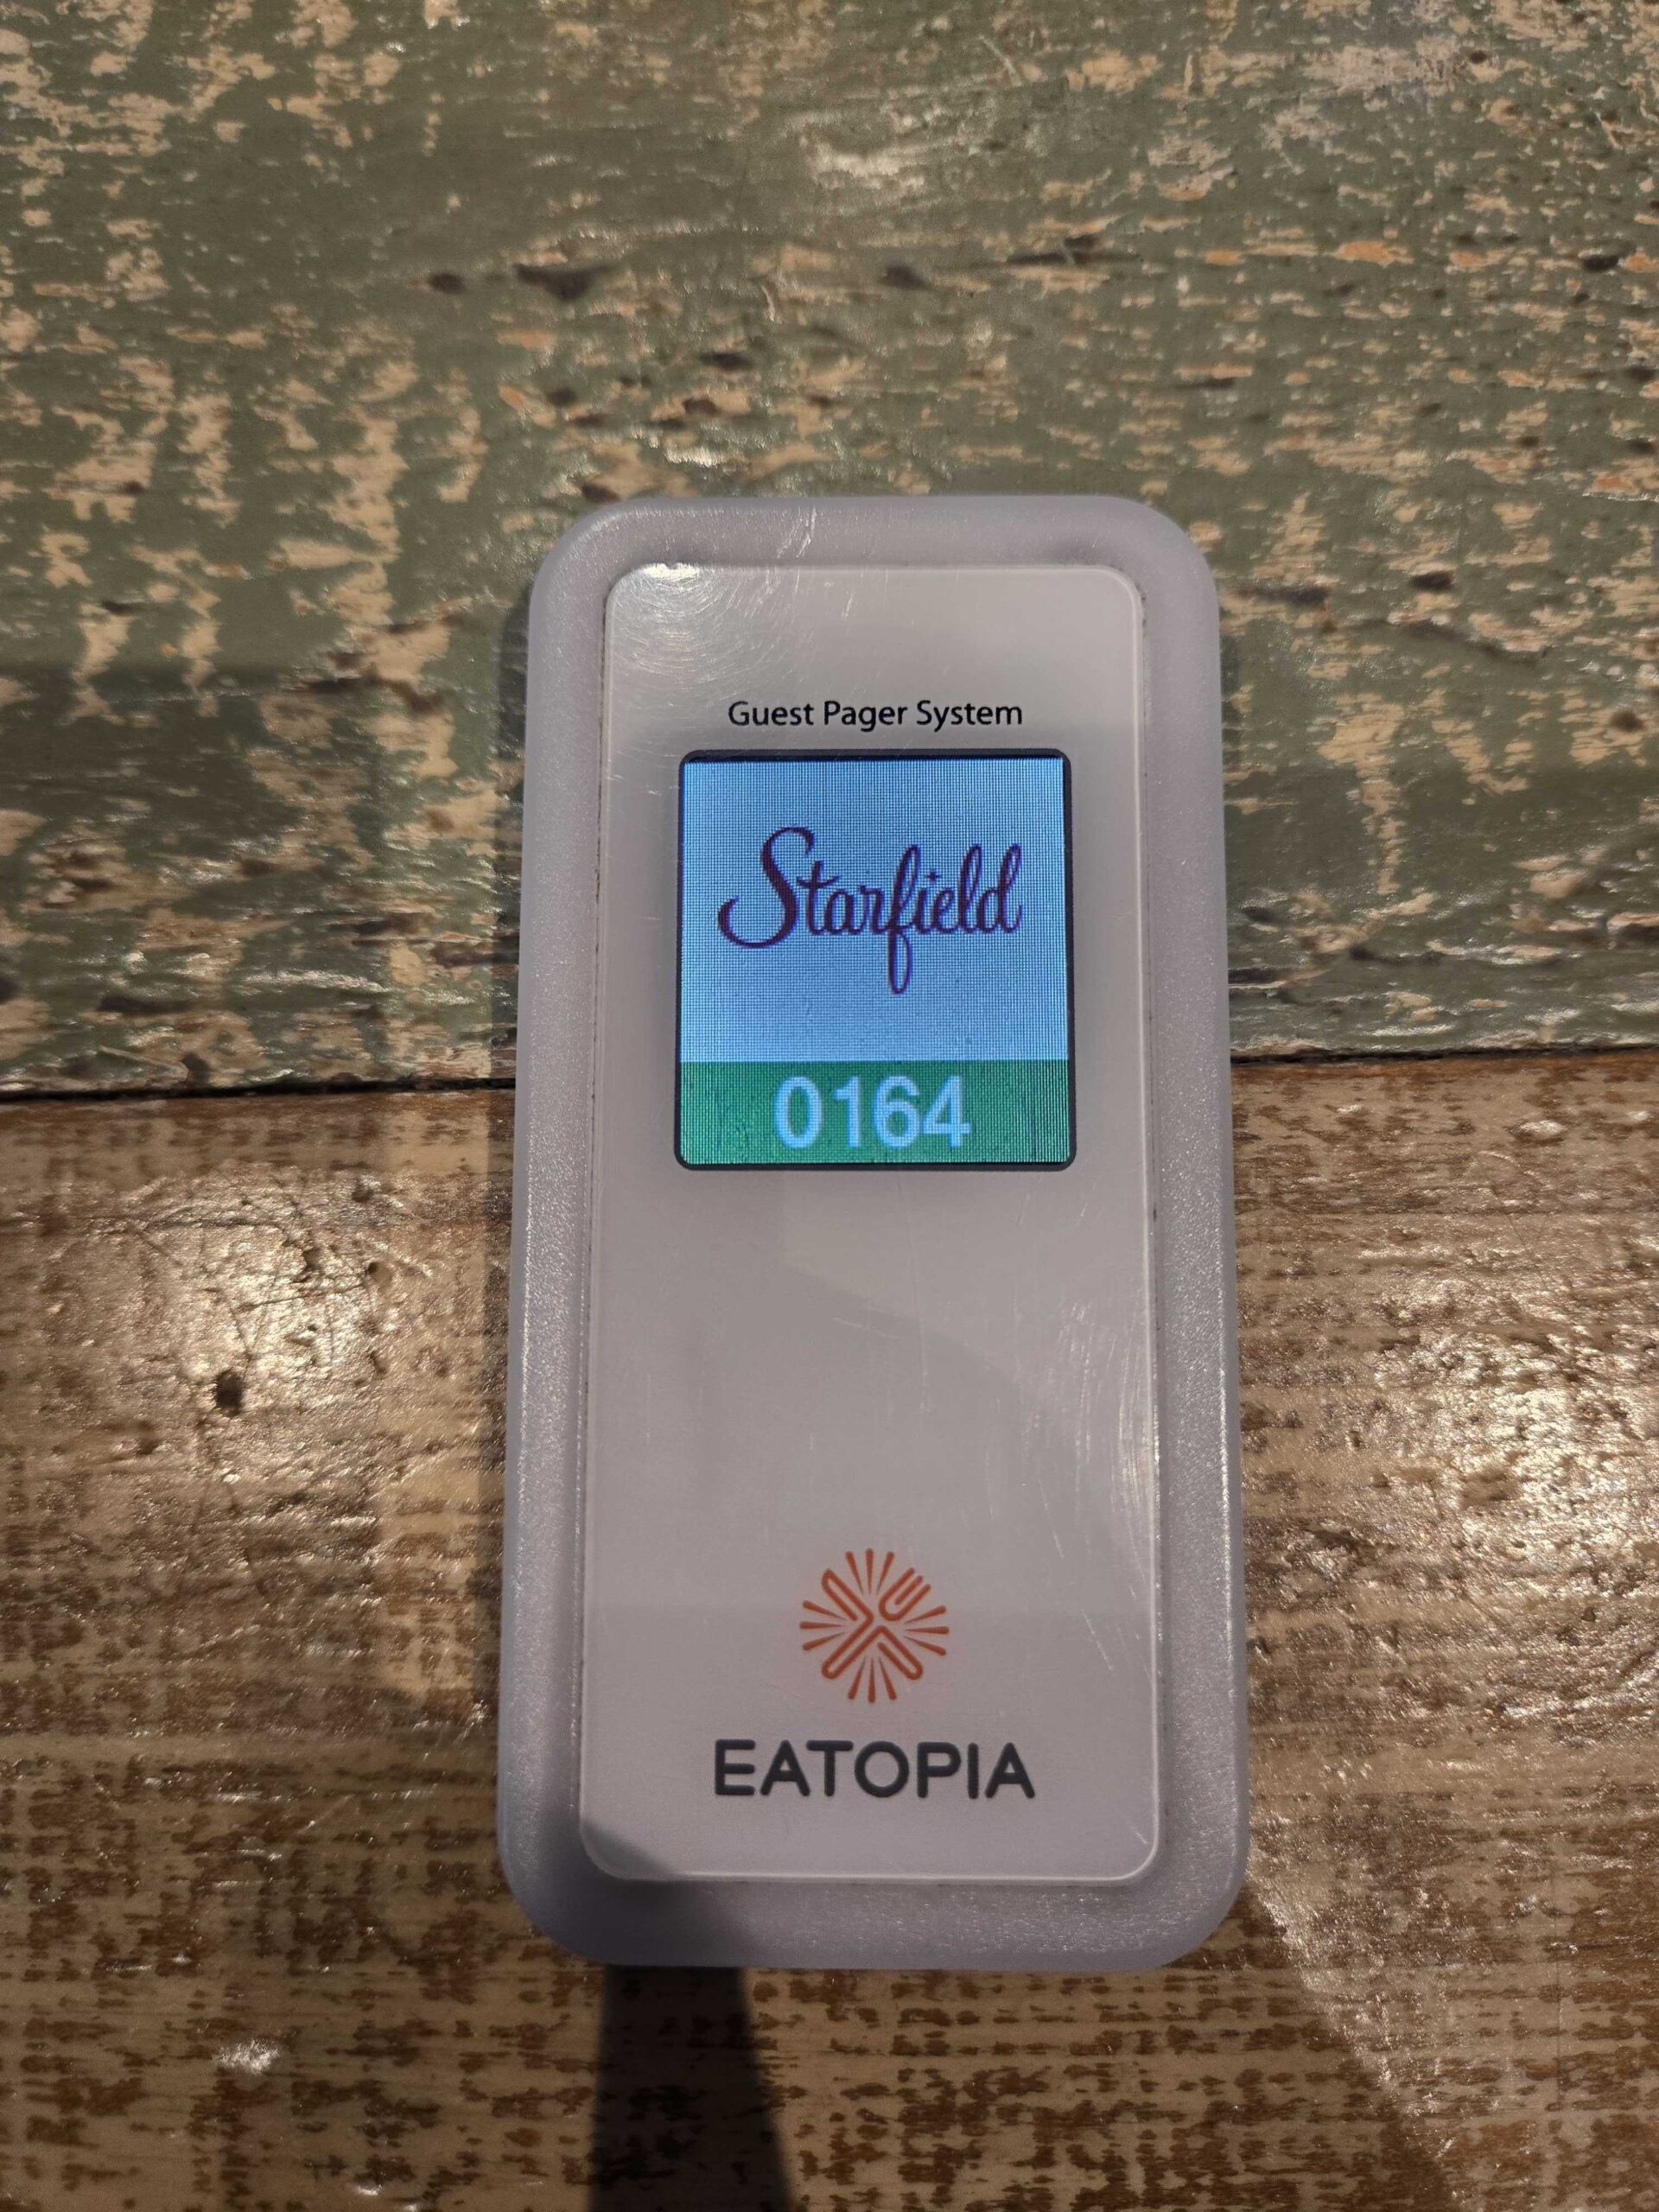 Guest Pager System
Starfield
0164
EATOPIA